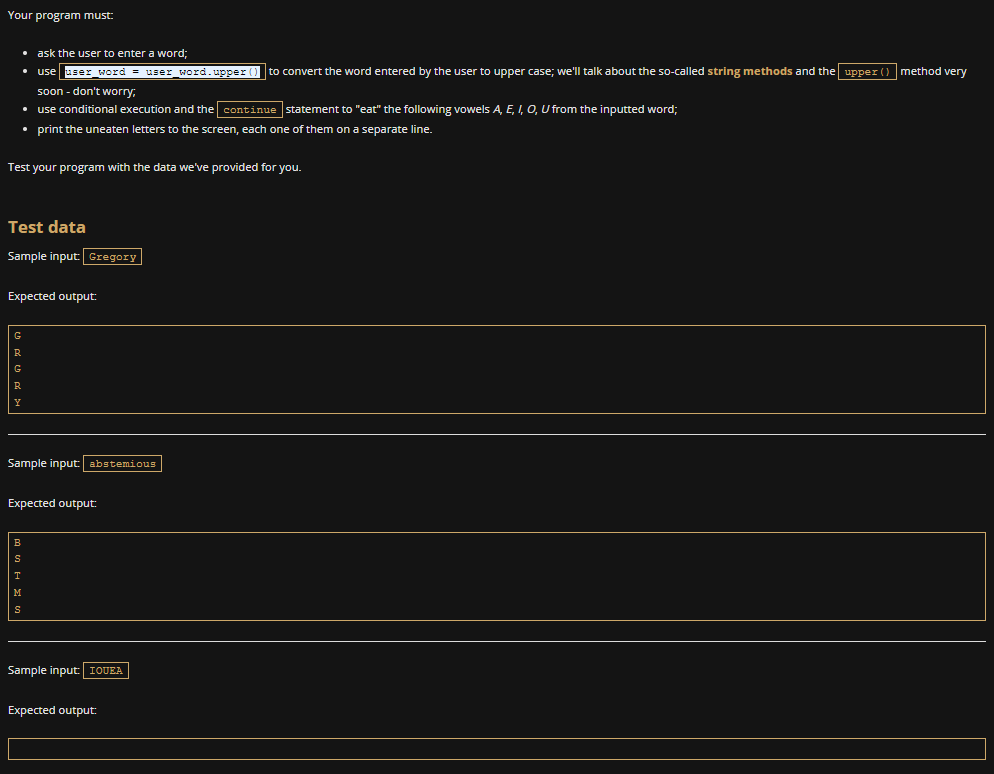 Your program must:
ask the user to enter a word;
use user_word = user_word.upper() to convert the word entered by the user to upper case; we'll talk about the so-called string methods and the upper() method very
soon - don't worry;
use conditional execution and the continue statement to "eat" the following vowels A, E, I, O, U from the inputted word;
print the uneaten letters to the screen, each one of them on a separate line.
Test your program with the data we've provided for you.
Test data
Sample input: Gregory
Expected output:
G
R
G
R
Y
Sample input: abstemious
Expected output:
B
S
T
M
S
Sample input: IOUEA
Expected output: